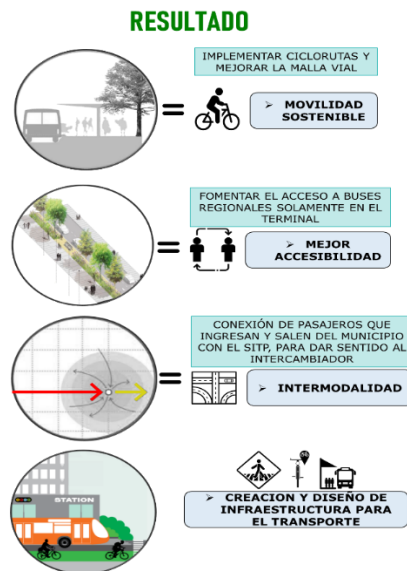 RESULTADO
IMPLEMENTAR CICLORUTAS Y
MEJORAR LA MALLA VIAL
=
➢ MOVILIDAD
SOSTENIBLE
FOMENTAR EL ACCESO A BUSES
REGIONALES SOLAMENTE EN EL
TERMINAL
=
➢ MEJOR
ACCESIBILIDAD
CONEXIÓN DE PASAJEROS QUE
INGRESAN Y SALEN DEL MUNICIPIO
CON EL SITP, PARA DAR SENTIDO AL
INTERCAMBIADOR
=
➢ INTERMODALIDAD
STATION
➢ CREACION Y DISEÑO DE
INFRAESTRUCTURA PARA
EL TRANSPORTE